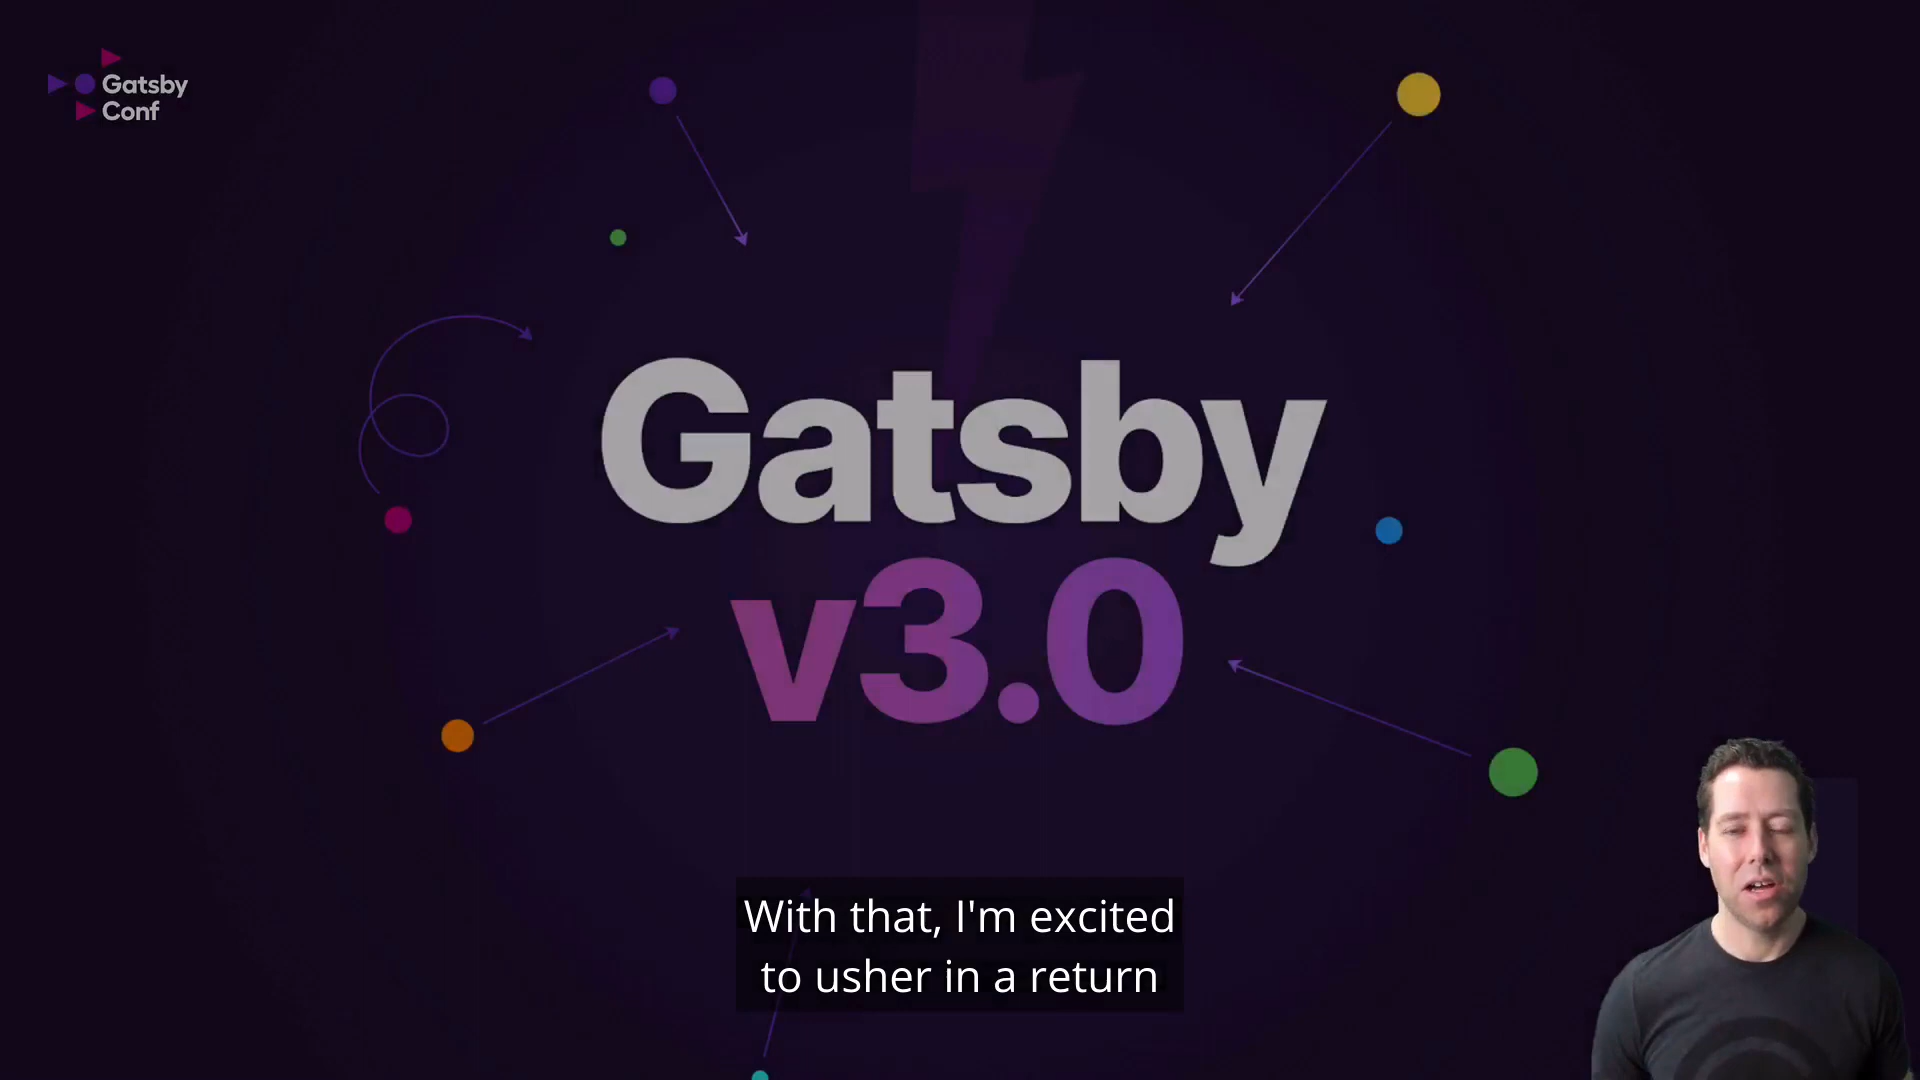 Gatsby
Conf
Gatsby
v3.0
With that, I'm excited
to usher in a return